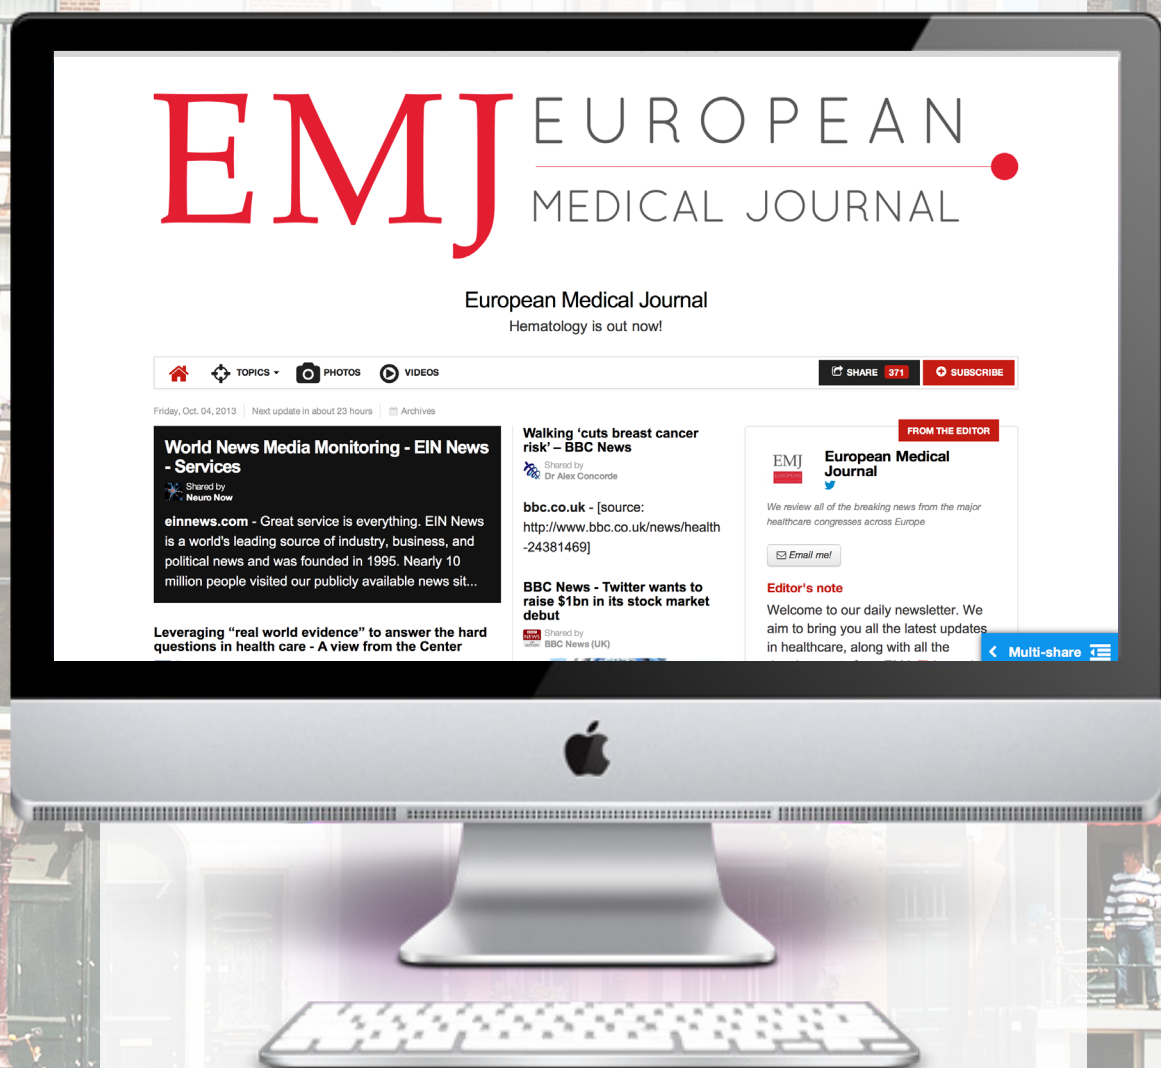 EMJ
EUROPEAN
MEDICAL JOURNAL
European Medical Journal
Hematology is out now!
TOPICS
PHOTOS
VIDEOS
SHARE 371
SUBSCRIBE
Friday, Oct. 04, 2013
Next update in about 23 hours
Archives
World News Media Monitoring - EIN News
- Services
Shared by
Neuro Now
einnews.com - Great service is everything. EIN News
is a world's leading source of industry, business, and
political news and was founded in 1995. Nearly 10
million people visited our publicly available news sit...
Leveraging “real world evidence” to answer the hard
questions in health care - A view from the Center
Walking ‘cuts breast cancer
risk’ – BBC News
Shared by
Dr Alex Concorde
bbc.co.uk - [source:
http://www.bbc.co.uk/news/health
-24381469]
BBC News - Twitter wants to
raise $1bn in its stock market
debut
Shared by
BBC News (UK)
FROM THE EDITOR
EMJ
European Medical
Journal
We review all of the breaking news from the major
healthcare congresses across Europe
Email me!
Editor's note
Welcome to our daily newsletter. We
aim to bring you all the latest updates
in healthcare, along with all the
Multi-share